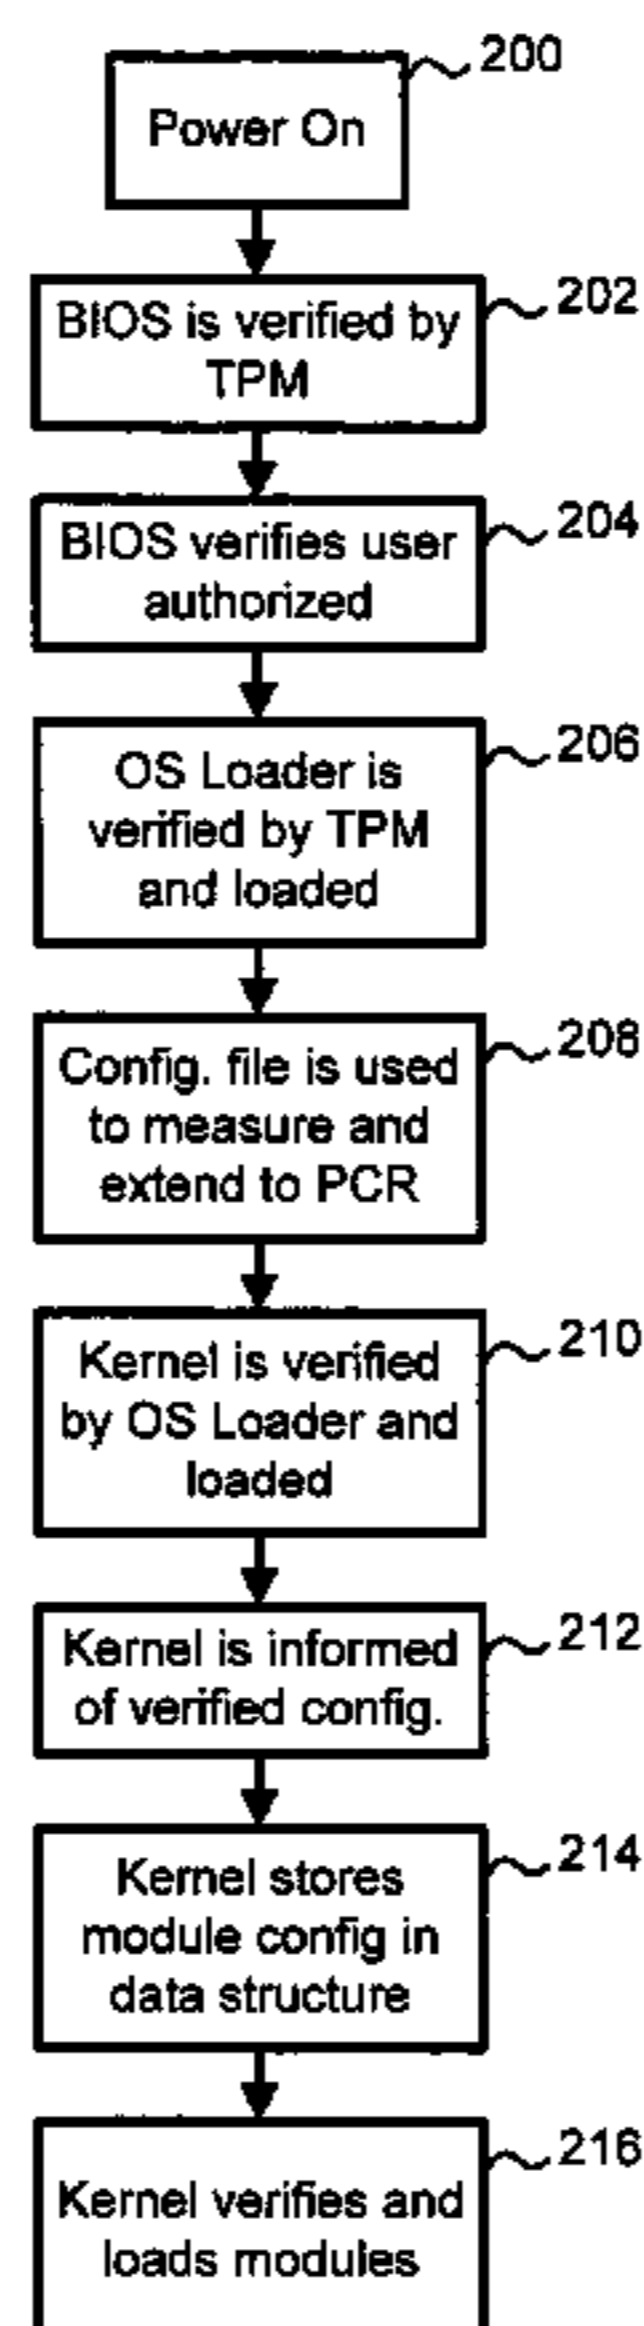 200
Power On
202
BIOS is verified by
TPM
204
BIOS verifies user
authorized
206
OS Loader is
verified by TPM
and loaded
208
Config. file is used
to measure and
extend to PCR
210
Kernel is verified
by OS Loader and
loaded
212
Kernel is informed
of verified config.
214
Kernel stores
module config in
data structure
216
Kernel verifies and
loads modules